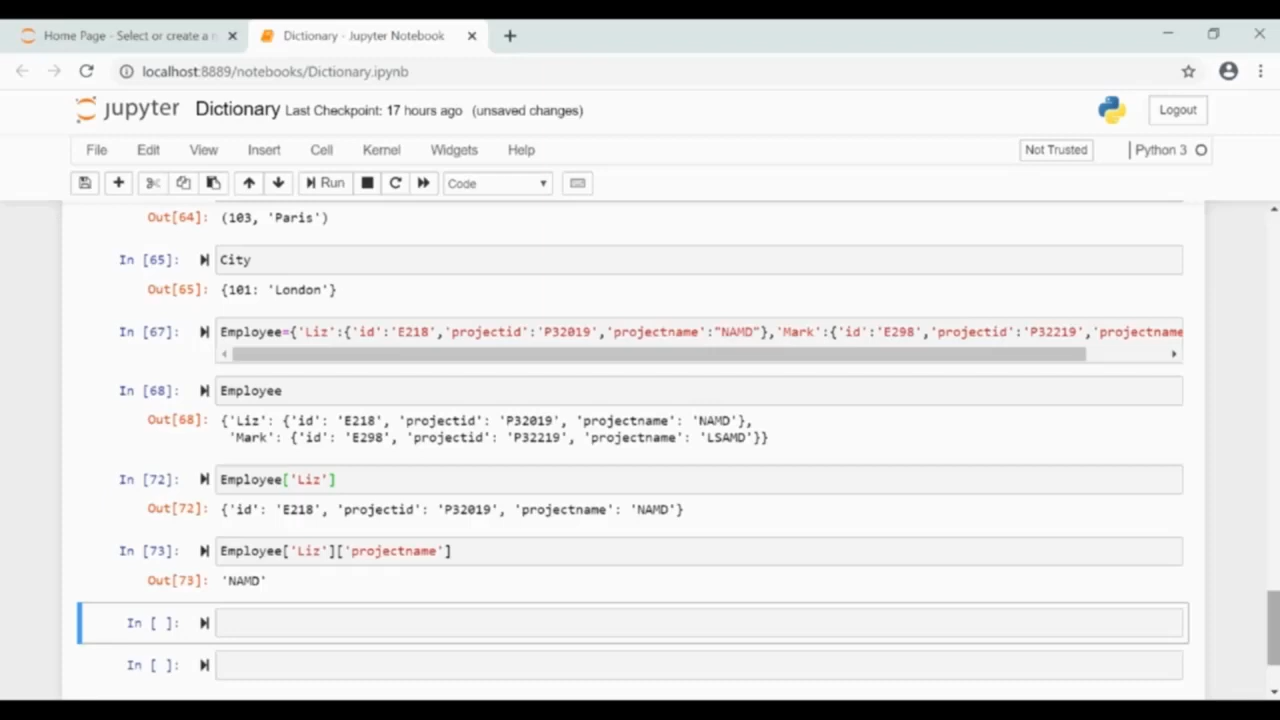 Home Page - Select or create a n
Dictionary - Jupyter Notebook
localhost:8889/notebooks/Dictionary.ipynb
jupyter Dictionary Last Checkpoint: 17 hours ago (unsaved changes)
Logout
File Edit View Insert Cell Kernel Widgets Help
Not Trusted Python 3
Run Code
Out[64]: (103, 'Paris')
In [65]: City
Out[65]: {101: 'London'}
In [67]: Employee={'Liz':{'id':'E218','projectid':'P32019','projectname':"NAMD"},'Mark':{'id':'E298','projectid':'P32219','projectname
In [68]: Employee
Out[68]: {'Liz': {'id': 'E218', 'projectid': 'P32019', 'projectname': 'NAMD'},
'Mark': {'id': 'E298', 'projectid': 'P32219', 'projectname': 'LSAMD'}}
In [72]: Employee['Liz']
Out[72]: {'id': 'E218', 'projectid': 'P32019', 'projectname': 'NAMD'}
In [73]: Employee['Liz']['projectname']
Out[73]: 'NAMD'
In [ ]:
In [ ]: